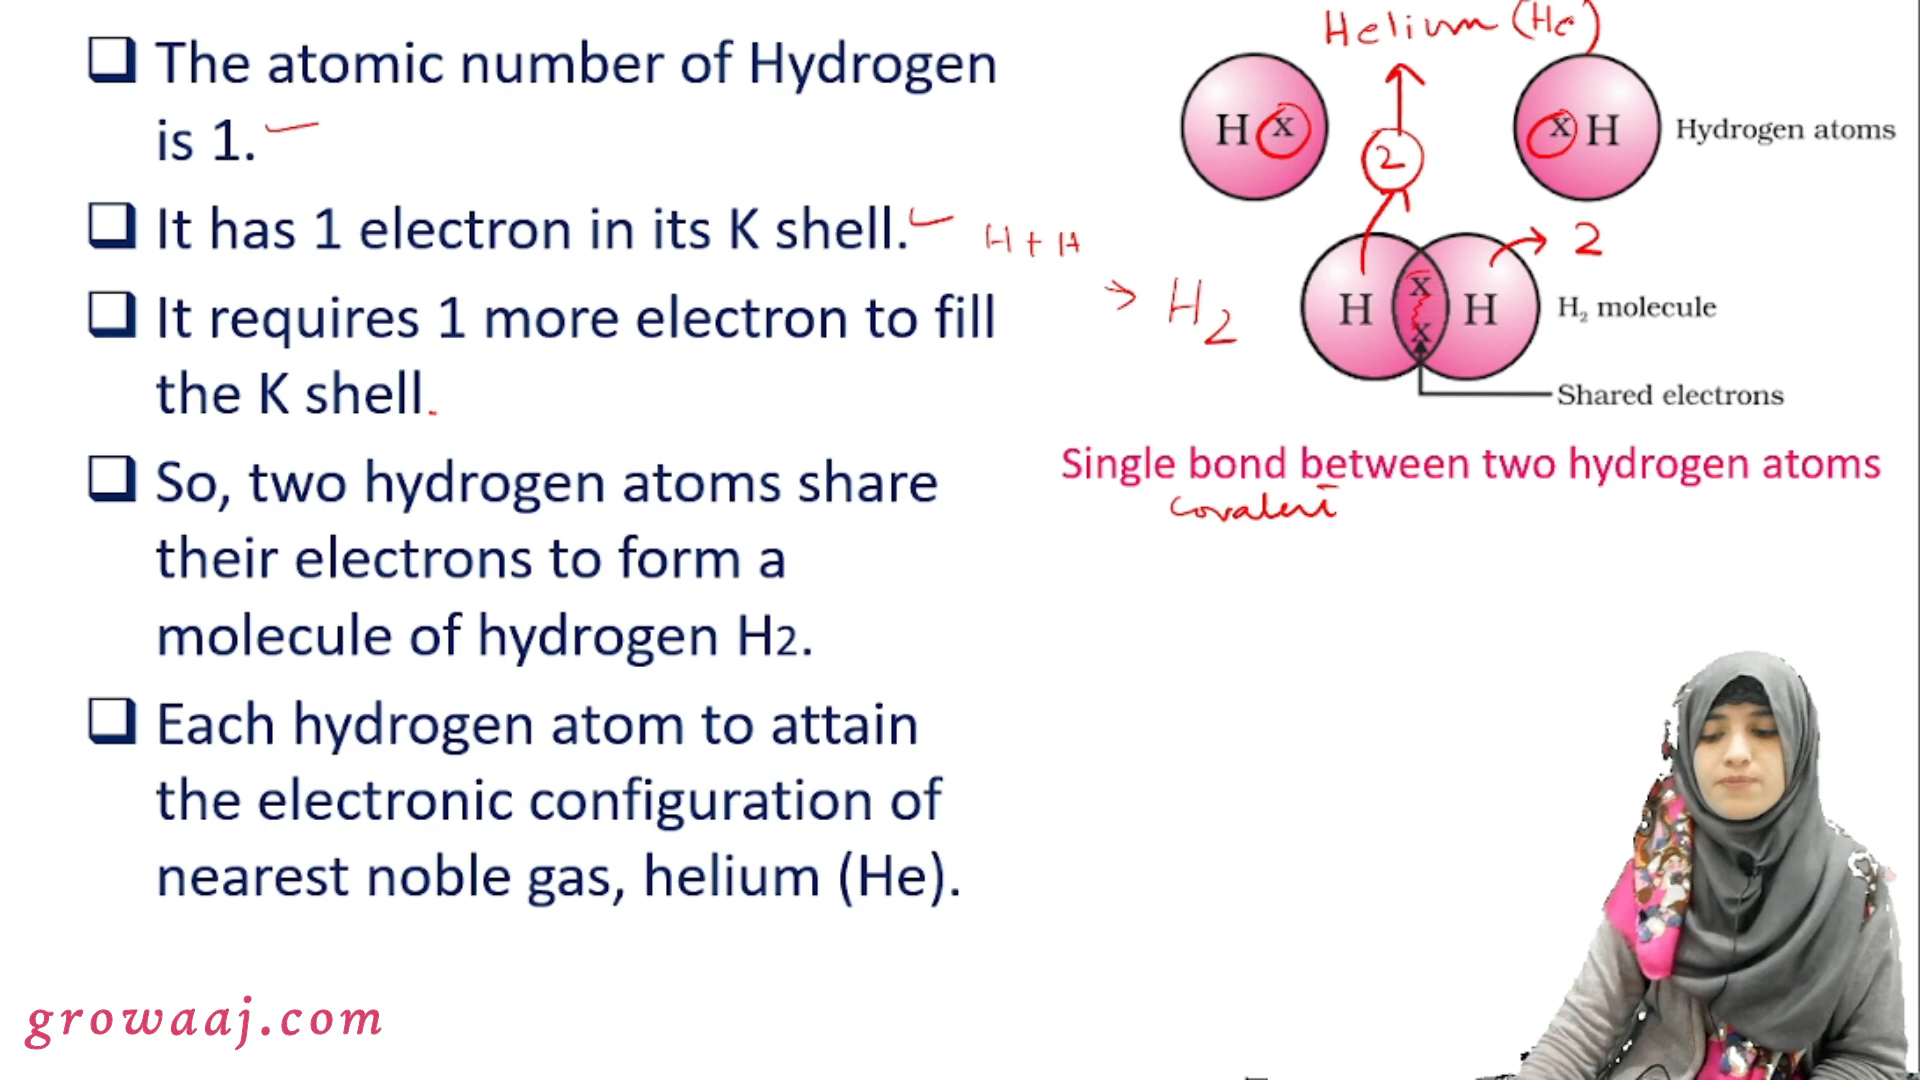 The atomic number of Hydrogen
is 1.
It has 1 electron in its K shell.
It requires 1 more electron to fill
the K shell.
So, two hydrogen atoms share
their electrons to form a
molecule of hydrogen H2.
Each hydrogen atom to attain
the electronic configuration of
nearest noble gas, helium (He).
growaaj.com
Helium (He)
H x
2
x H
Hydrogen atoms
H + H
→ H2
H x x H
2
H₂ molecule
Shared electrons
Single bond between two hydrogen atoms
covalent